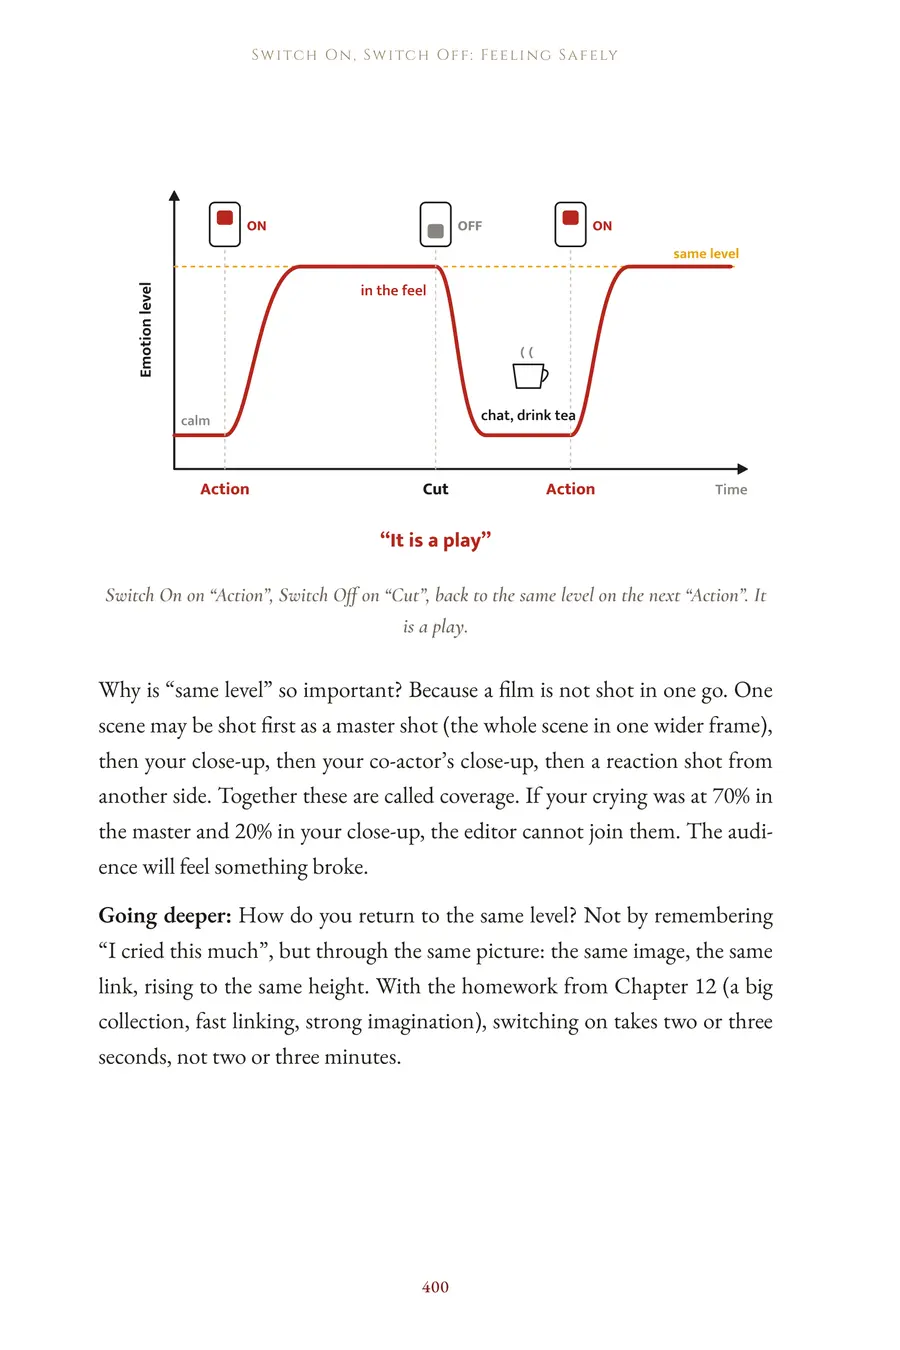 Switch On, Switch Off: Feeling Safely
ON
OFF
ON
same level
in the feel
Emotion level
chat, drink tea
calm
Action
Cut
Action
Time
“It is a play”
Switch On on “Action”, Switch Off on “Cut”, back to the same level on the next “Action”. It
is a play.
Why is “same level” so important? Because a film is not shot in one go. One
scene may be shot first as a master shot (the whole scene in one wider frame),
then your close-up, then your co-actor’s close-up, then a reaction shot from
another side. Together these are called coverage. If your crying was at 70% in
the master and 20% in your close-up, the editor cannot join them. The audi-
ence will feel something broke.
Going deeper: How do you return to the same level? Not by remembering
“I cried this much”, but through the same picture: the same image, the same
link, rising to the same height. With the homework from Chapter 12 (a big
collection, fast linking, strong imagination), switching on takes two or three
seconds, not two or three minutes.
400